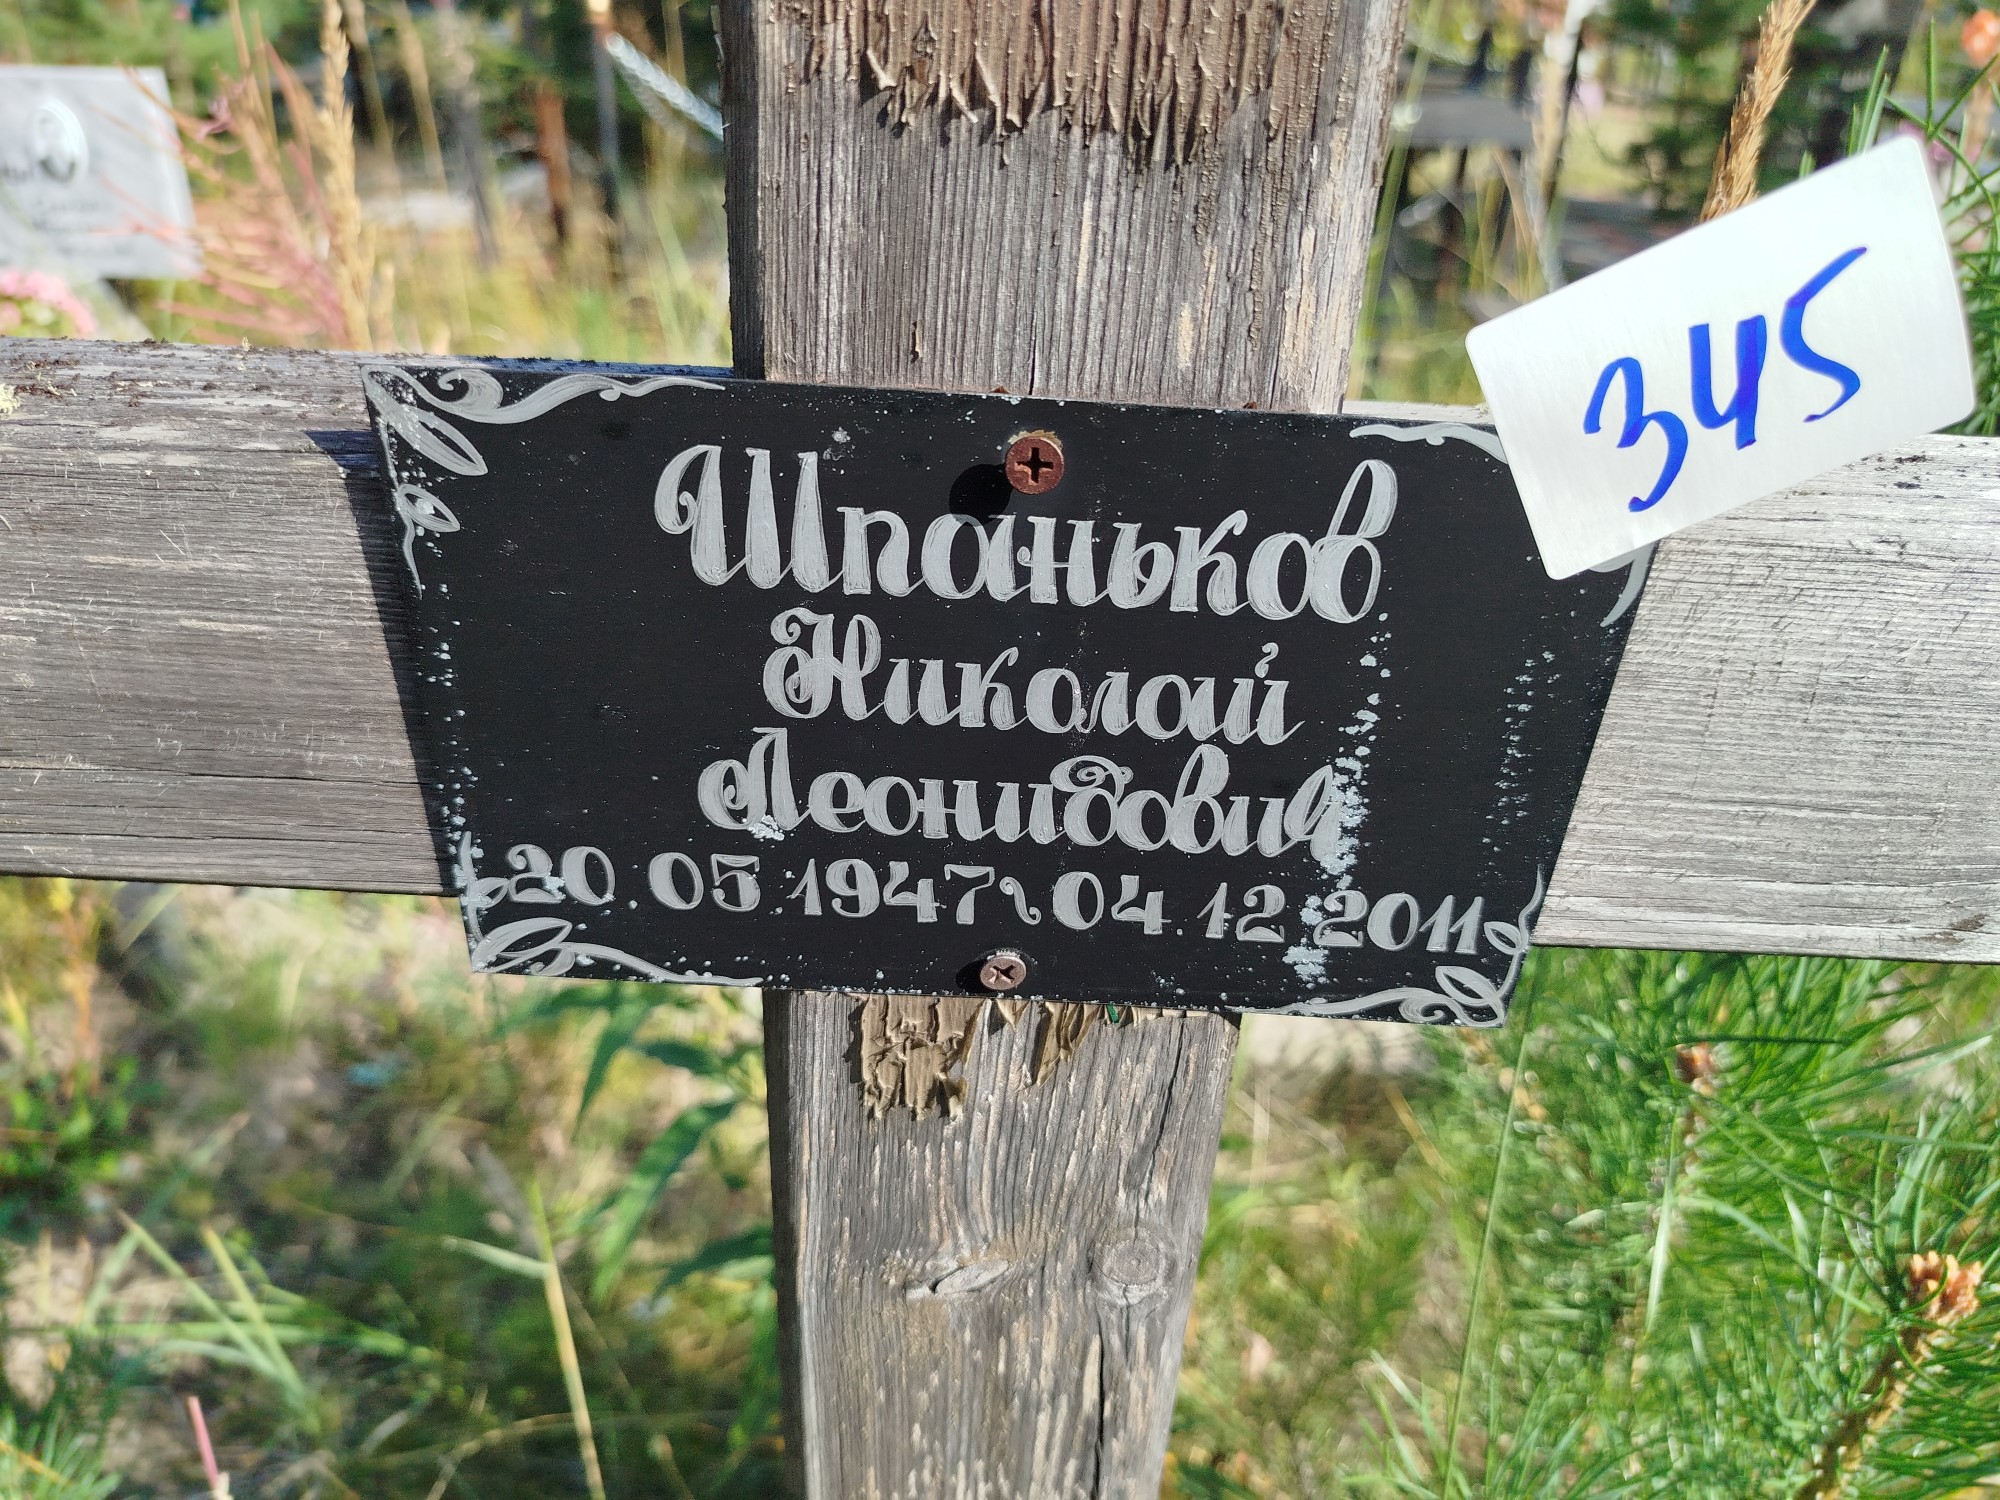 345
Шпаньков
Николай
Леонидович
20.05.1947~04.12.2011